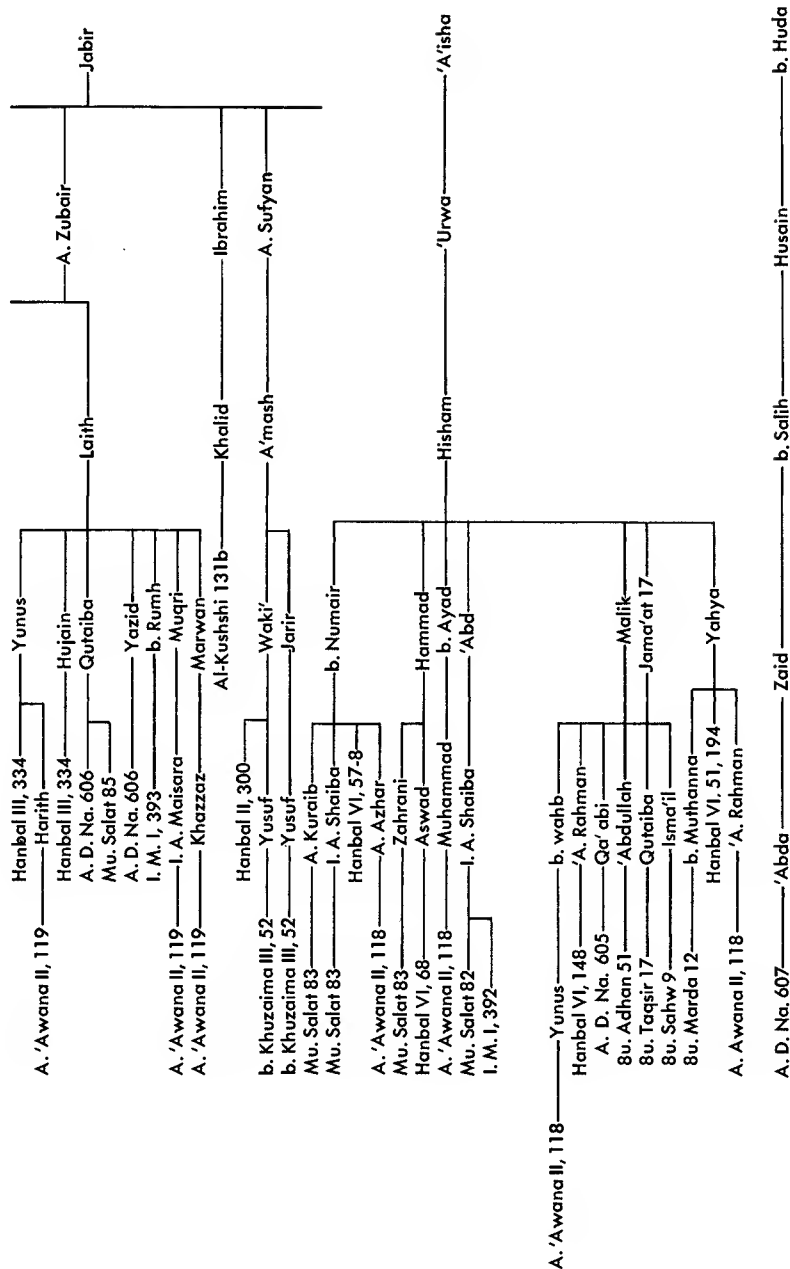 Jabir
A. Zubair
Laith
Yunus
Hanbal III, 334
Harith
A. 'Awana II, 119
Hujain
Hanbal III, 334
Qutaiba
A. D. Na. 606
Mu. Salat 85
Yazid
A. D. Na. 606
b. Rumh
I. M. I, 393
Muqri
I. A. Maisara
A. 'Awana II, 119
Marwan
Khazzaz
A. 'Awana II, 119
Ibrahim
Khalid
Al-Kushshi 131b
A. Sufyan
A'mash
Waki'
Hanbal II, 300
Yusuf
b. Khuzaima III, 52
Jarir
Yusuf
b. Khuzaima III, 52
'A'isha
'Urwa
Hisham
b. Numair
A. Kuraib
Mu. Salat 83
I. A. Shaiba
Mu. Salat 83
Hanbal VI, 57-8
A. Azhar
A. 'Awana II, 118
Hammad
Zahrani
Mu. Salat 83
Aswad
Hanbal VI, 68
b. Ayad
Muhammad
A. 'Awana II, 118
'Abd
I. A. Shaiba
Mu. Salat 82
I. M. I, 392
Malik
b. wahb
Yunus
A. 'Awana II, 118
'A. Rahman
Hanbal VI, 148
Qa' abi
A. D. Na. 605
'Abdullah
8u. Adhan 51
Jama'at 17
Qutaiba
8u. Taqsir 17
Isma'il
8u. Sahw 9
Yahya
b. Muthanna
8u. Marda 12
Hanbal VI. 51, 194
'A. Rahman
A. Awana II, 118
b. Huda
Husain
b. Salih
Zaid
'Abda
A. D. Na. 607